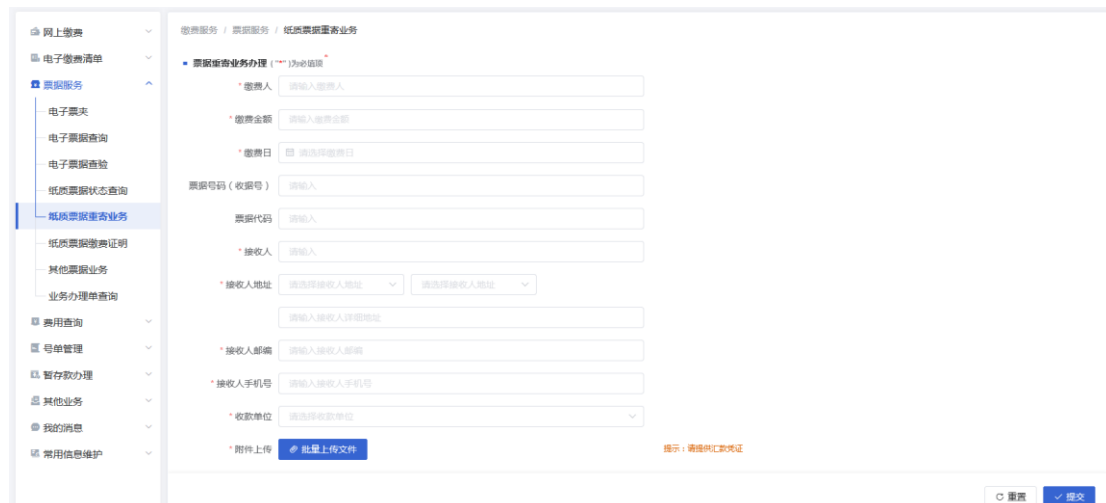 网上缴费
电子缴费清单
票据服务
电子票夹
电子票据查询
电子票据查验
纸质票据状态查询
纸质票据重寄业务
纸质票据缴费证明
其他票据业务
业务办理单查询
费用查询
号单管理
暂存款办理
其他业务
我的消息
常用信息维护
缴费服务 / 票据服务 / 纸质票据重寄业务
票据重寄业务办理 ( "*" )为必填项 *
* 缴费人 请输入缴费人
* 缴费金额 请输入缴费金额
* 缴费日 请选择缴费日
票据号码 ( 收据号 ) 请输入
票据代码 请输入
* 接收人 请输入
* 接收人地址 请选择接收人地址 请选择接收人地址
请输入接收人详细地址
* 接收人邮编 请输入接收人邮编
* 接收人手机号 请输入接收人手机号
* 收款单位 请选择收款单位
* 附件上传 批量上传文件 提示：请提供汇款凭证
重置 提交